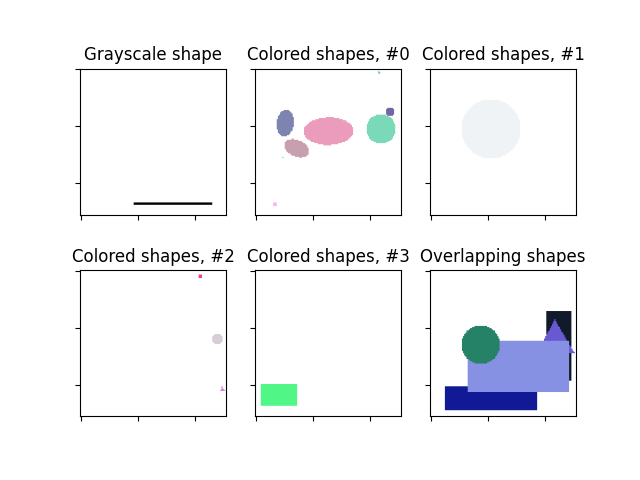 Grayscale shape
Colored shapes, #0
Colored shapes, #1
Colored shapes, #2
Colored shapes, #3
Overlapping shapes